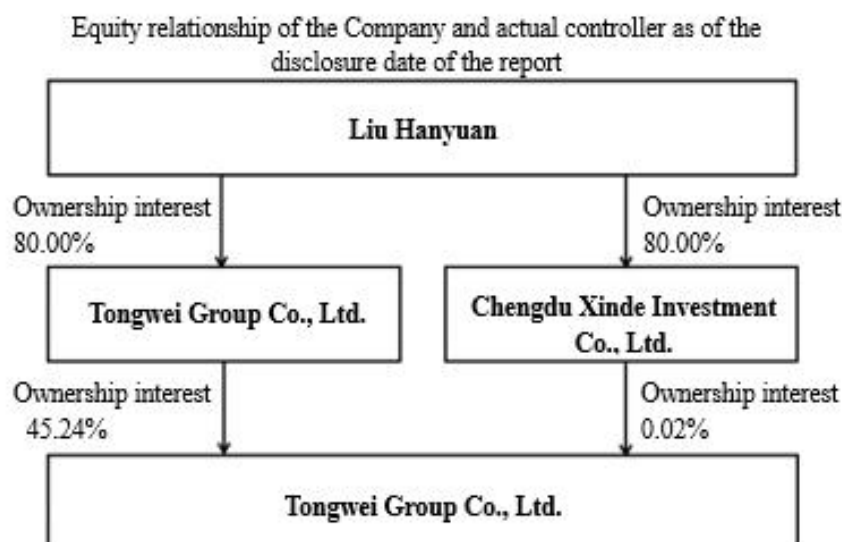 Equity relationship of the Company and actual controller as of the
disclosure date of the report
Liu Hanyuan
Ownership interest
80.00%
Ownership interest
80.00%
Tongwei Group Co., Ltd.
Chengdu Xinde Investment
Co., Ltd.
Ownership interest
45.24%
Ownership interest
0.02%
Tongwei Group Co., Ltd.